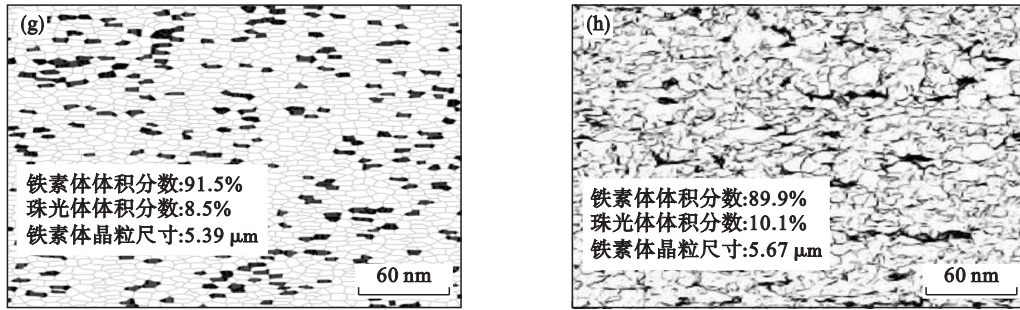 (g)
铁素体体积分数:91.5%
珠光体体积分数:8.5%
铁素体晶粒尺寸:5.39 μm
60 nm
(h)
铁素体体积分数:89.9%
珠光体体积分数:10.1%
铁素体晶粒尺寸:5.67 μm
60 nm